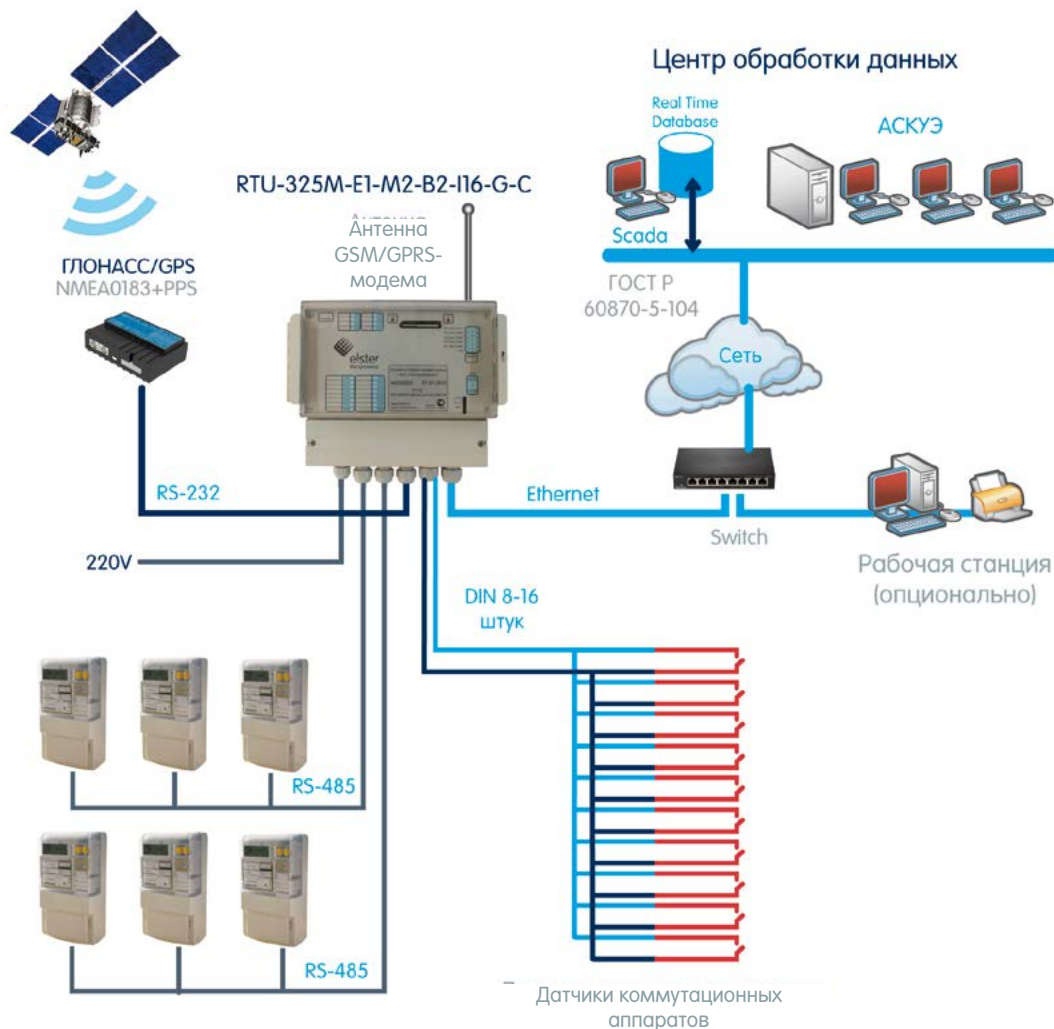 Центр обработки данных
Real Time
Database
АСКУЭ
RTU-325M-E1-M2-B2-I16-G-C
Антенна
GSM/GPRS-
модема
Scada
ГЛОНАСС/GPS
NMEA0183+PPS
ГОСТ Р
60870-5-104
Сеть
elster
RS-232
Ethernet
Switch
220V
Рабочая станция
(опционально)
DIN 8-16
штук
RS-485
RS-485
Датчики коммутационных
аппаратов